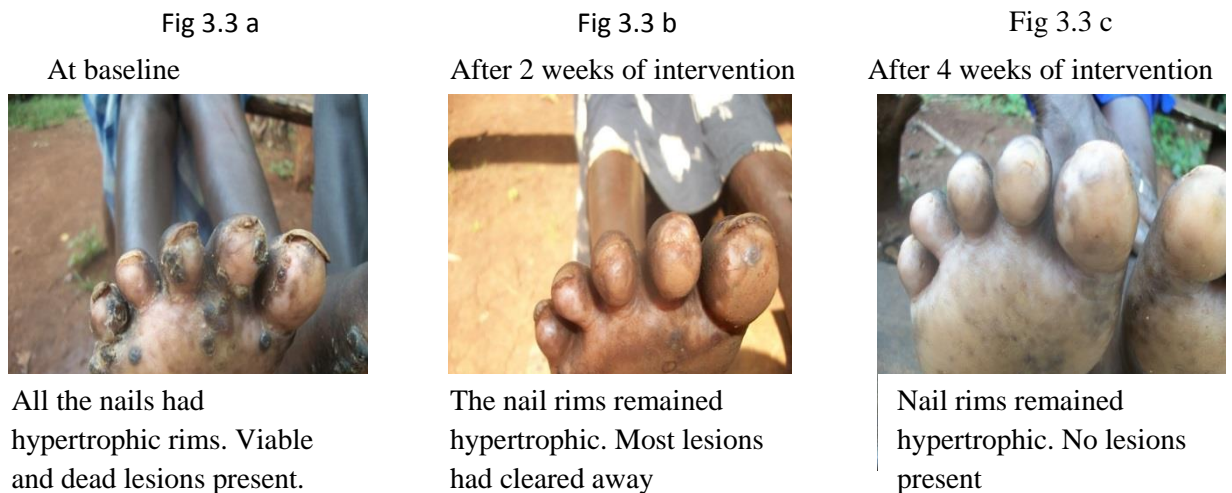 Fig 3.3 a
At baseline
All the nails had
hypertrophic rims. Viable
and dead lesions present.
Fig 3.3 b
After 2 weeks of intervention
The nail rims remained
hypertrophic. Most lesions
had cleared away
Fig 3.3 c
After 4 weeks of intervention
Nail rims remained
hypertrophic. No lesions
present